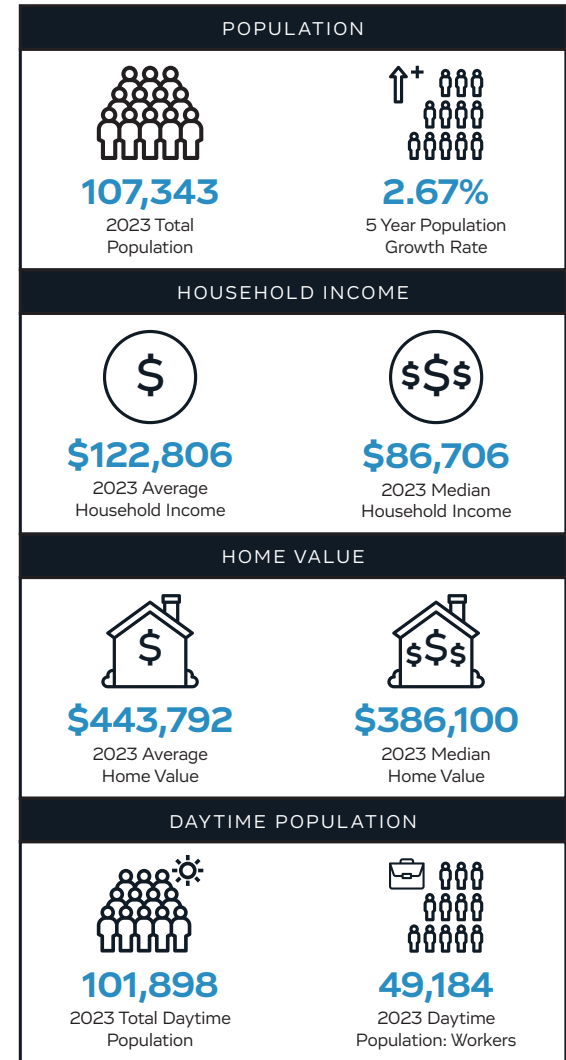 POPULATION
107,343
2023 Total
Population
2.67%
5 Year Population
Growth Rate
HOUSEHOLD INCOME
$
$122,806
2023 Average
Household Income
$$$
$86,706
2023 Median
Household Income
HOME VALUE
$
$443,792
2023 Average
Home Value
$$$
$386,100
2023 Median
Home Value
DAYTIME POPULATION
101,898
2023 Total Daytime
Population
49,184
2023 Daytime
Population: Workers